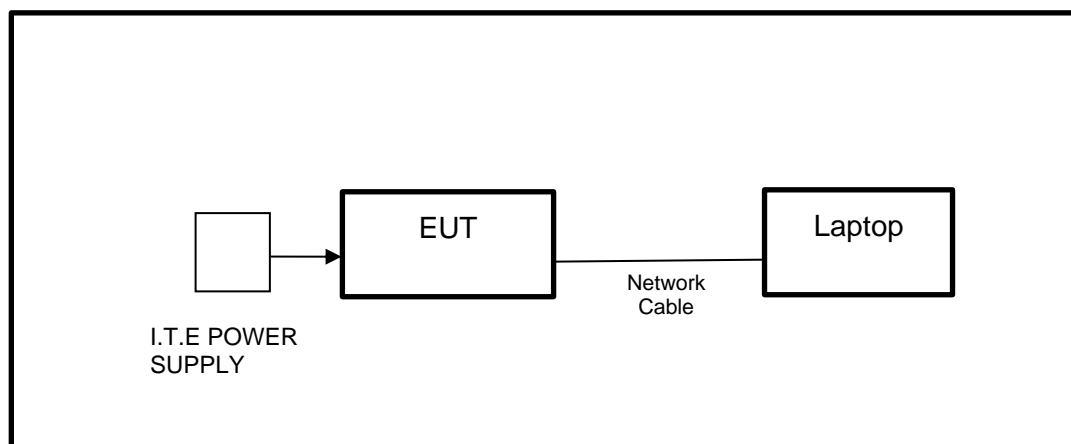 EUT
Laptop
Network
Cable
I.T.E POWER
SUPPLY